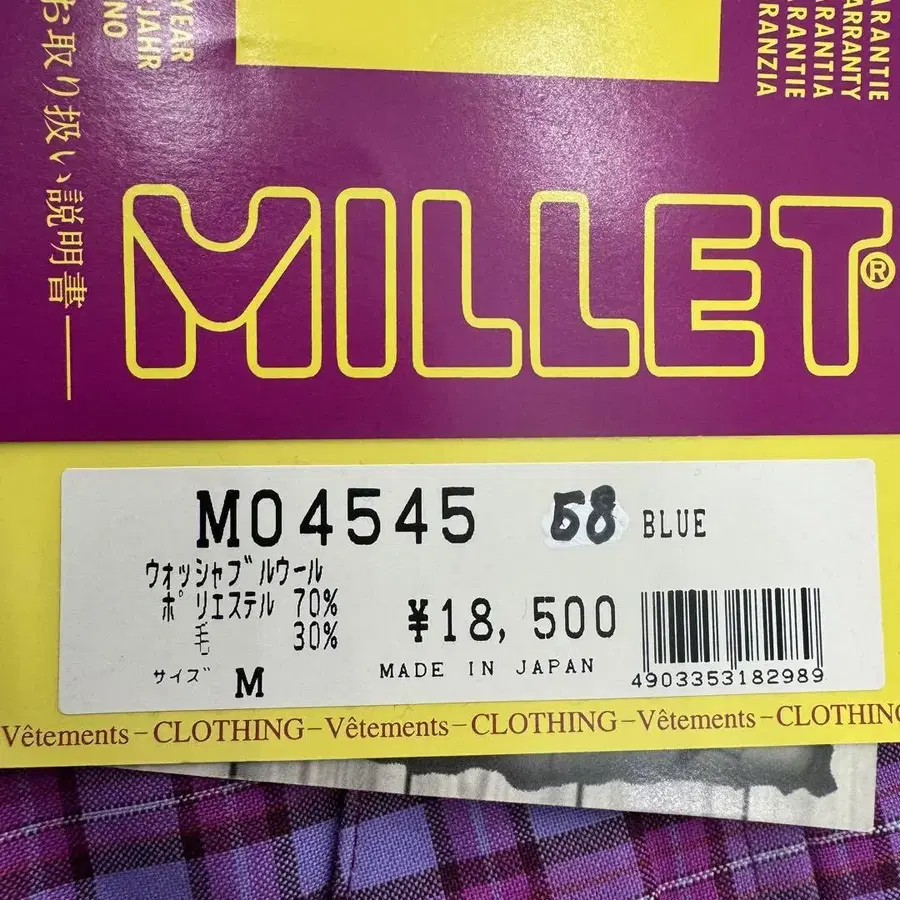 YEAR
JAHR
NO
ARANTIE
ARRANTY
ARANTIA
ARANTIE
RANZIA
お取り扱い説明書
MILLET®
M04545 58 BLUE
ウォッシャブルウール
ポリエステル 70%
毛 30%
¥18,500
サイズ M
MADE IN JAPAN
4903353182989
Vêtements–CLOTHING–Vêtements–CLOTHING–Vêtements–CLOTHING